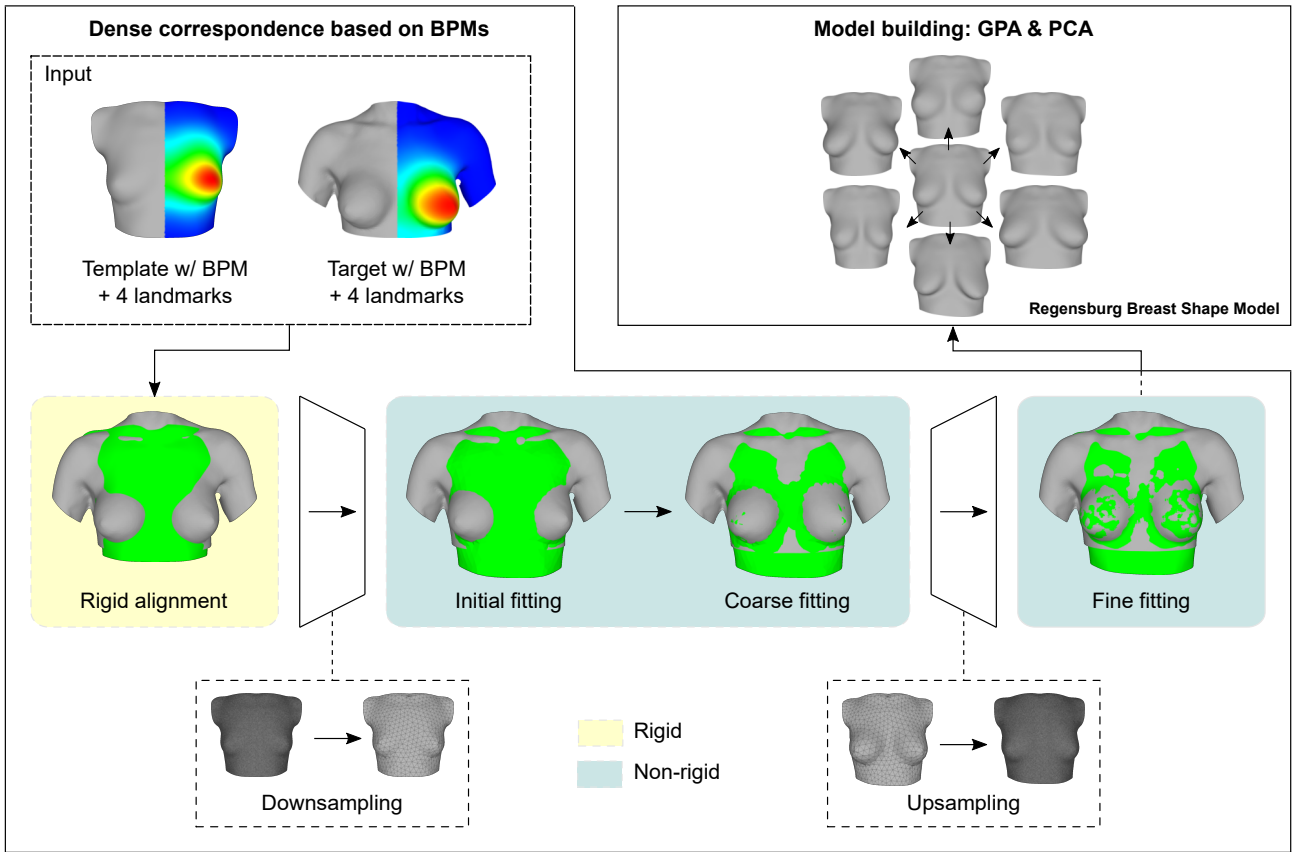 Dense correspondence based on BPMs
Input
Template w/ BPM
+ 4 landmarks
Target w/ BPM
+ 4 landmarks
Model building: GPA & PCA
Regensburg Breast Shape Model
Rigid alignment
Initial fitting
Coarse fitting
Fine fitting
Downsampling
Rigid
Non-rigid
Upsampling